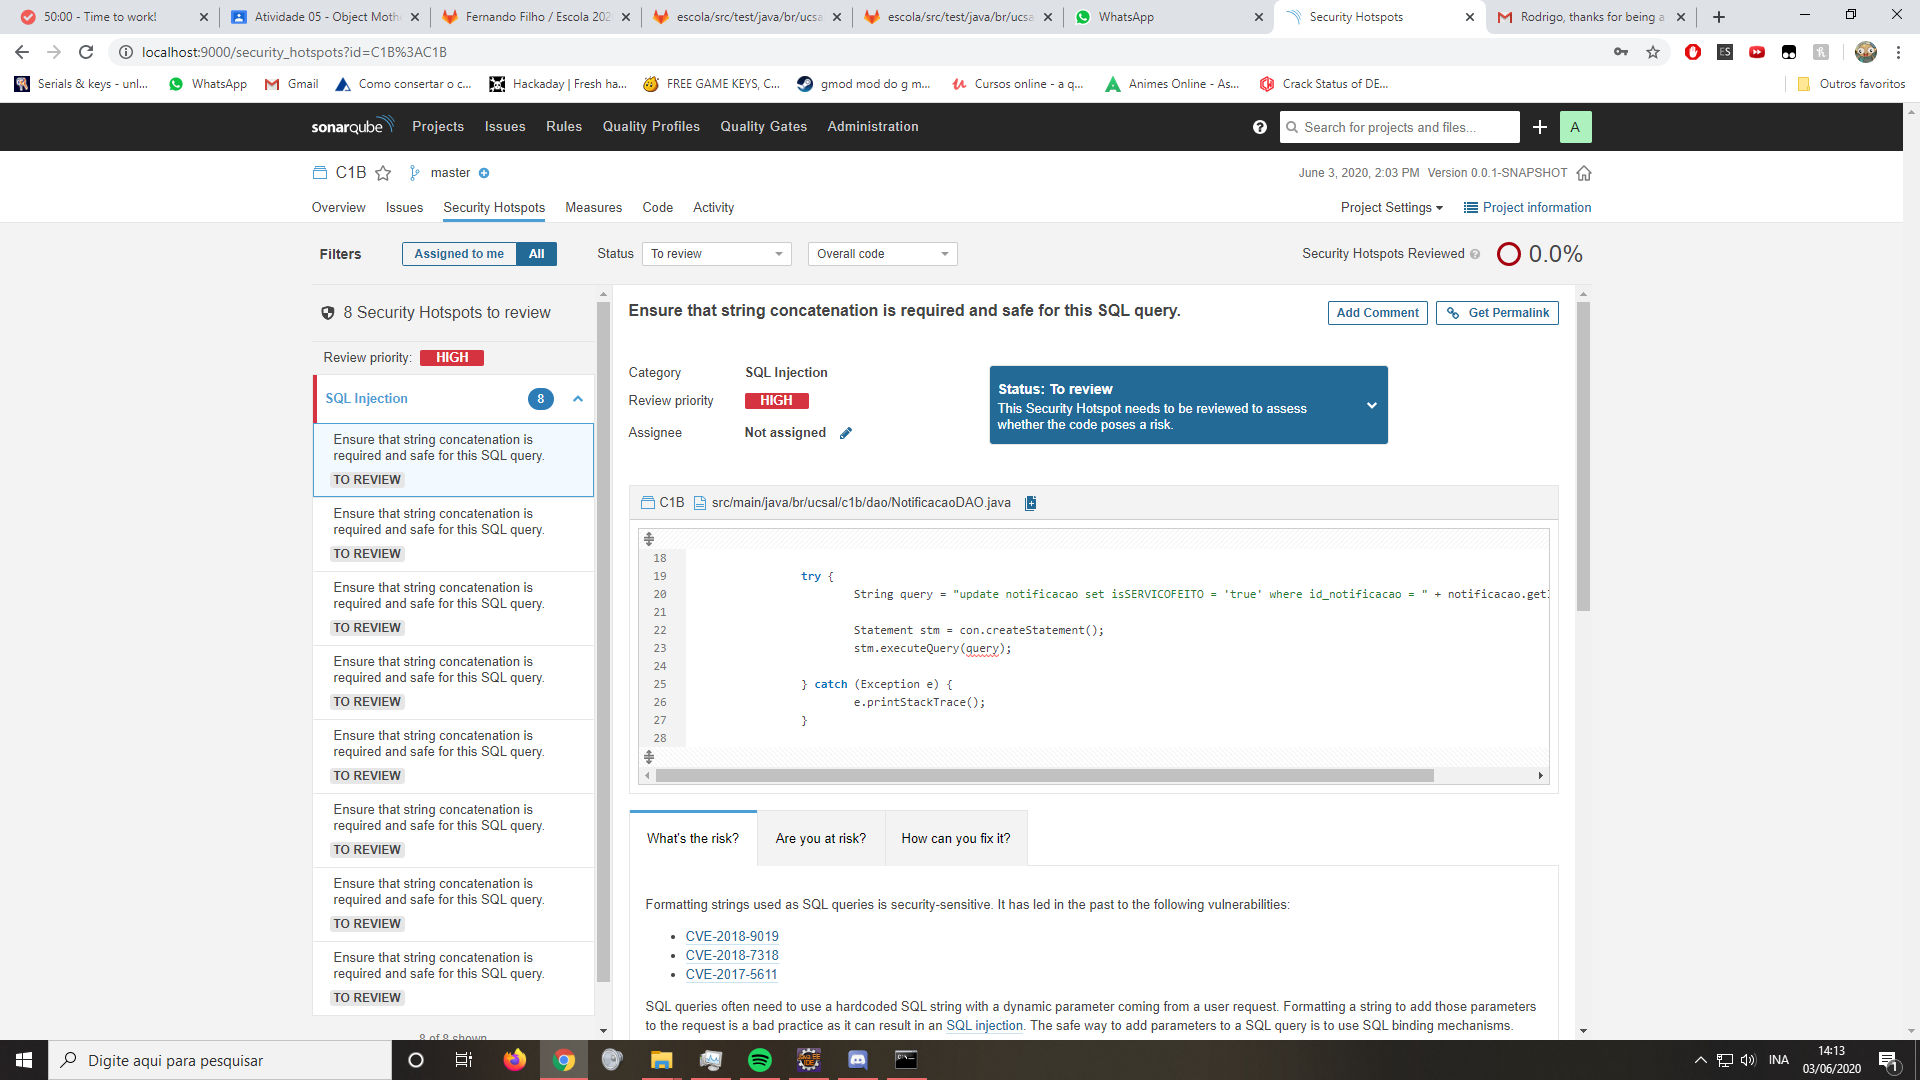 50:00 - Time to work!
Atividade 05 - Object Moth
Fernando Filho / Escola 202
escola/src/test/java/br/ucsa
escola/src/test/java/br/ucsa
WhatsApp
Security Hotspots
Rodrigo, thanks for being a
localhost:9000/security_hotspots?id=C1B%3AC1B
Serials & keys - unl...
WhatsApp
Gmail
Como consertar o c...
Hackaday | Fresh ha...
FREE GAME KEYS, C...
gmod mod do g m...
Cursos online - a q...
Animes Online - As...
Crack Status of DE...
Outros favoritos
sonarqube
Projects
Issues
Rules
Quality Profiles
Quality Gates
Administration
Search for projects and files...
A
C1B
master
June 3, 2020, 2:03 PM Version 0.0.1-SNAPSHOT
Overview
Issues
Security Hotspots
Measures
Code
Activity
Project Settings
Project information
Filters
Assigned to me
All
Status
To review
Overall code
Security Hotspots Reviewed
0.0%
8 Security Hotspots to review
Review priority: HIGH
SQL Injection
8
Ensure that string concatenation is
required and safe for this SQL query.
TO REVIEW
Ensure that string concatenation is
required and safe for this SQL query.
TO REVIEW
Ensure that string concatenation is
required and safe for this SQL query.
TO REVIEW
Ensure that string concatenation is
required and safe for this SQL query.
TO REVIEW
Ensure that string concatenation is
required and safe for this SQL query.
TO REVIEW
Ensure that string concatenation is
required and safe for this SQL query.
TO REVIEW
Ensure that string concatenation is
required and safe for this SQL query.
TO REVIEW
Ensure that string concatenation is
required and safe for this SQL query.
TO REVIEW
8 of 8 shown
Ensure that string concatenation is required and safe for this SQL query.
Add Comment
Get Permalink
Category
SQL Injection
Review priority
HIGH
Assignee
Not assigned
Status: To review
This Security Hotspot needs to be reviewed to assess
whether the code poses a risk.
C1B
src/main/java/br/ucsal/c1b/dao/NotificacaoDAO.java
18
19 try {
20 String query = "update notificacao set isSERVICOFEITO = 'true' where id_notificacao = " + notificacao.getI
21
22 Statement stm = con.createStatement();
23 stm.executeQuery(query);
24
25 } catch (Exception e) {
26 e.printStackTrace();
27 }
28
What's the risk?
Are you at risk?
How can you fix it?
Formatting strings used as SQL queries is security-sensitive. It has led in the past to the following vulnerabilities:
• CVE-2018-9019
• CVE-2018-7318
• CVE-2017-5611
SQL queries often need to use a hardcoded SQL string with a dynamic parameter coming from a user request. Formatting a string to add those parameters
to the request is a bad practice as it can result in an SQL injection. The safe way to add parameters to a SQL query is to use SQL binding mechanisms.
Digite aqui para pesquisar
INA
14:13
03/06/2020
1